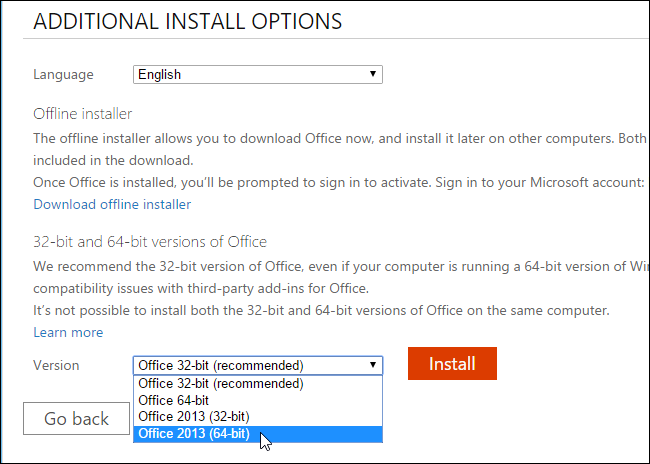 ADDITIONAL INSTALL OPTIONS
Language English
Offline installer
The offline installer allows you to download Office now, and install it later on other computers. Both
included in the download.
Once Office is installed, you’ll be prompted to sign in to activate. Sign in to your Microsoft account:
Download offline installer
32-bit and 64-bit versions of Office
We recommend the 32-bit version of Office, even if your computer is running a 64-bit version of
compatibility issues with third-party add-ins for Office.
It’s not possible to install both the 32-bit and 64-bit versions of Office on the same computer.
Learn more
Version Office 32-bit (recommended) Install
Office 32-bit (recommended)
Office 64-bit
Office 2013 (32-bit)
Office 2013 (64-bit)
Go back